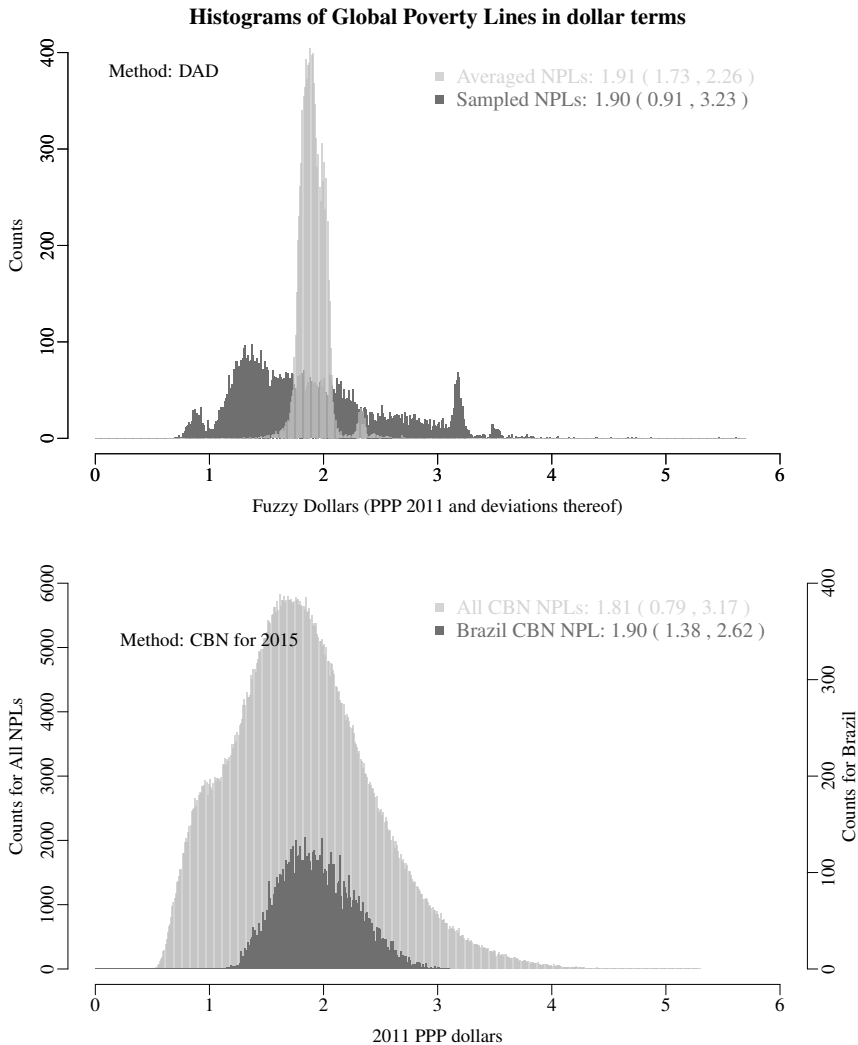 Histograms of Global Poverty Lines in dollar terms
Method: DAD
Averaged NPLs: 1.91 ( 1.73 , 2.26 )
Sampled NPLs: 1.90 ( 0.91 , 3.23 )
Counts
400
300
200
100
0
0 1 2 3 4 5 6
Fuzzy Dollars (PPP 2011 and deviations thereof)
Method: CBN for 2015
All CBN NPLs: 1.81 ( 0.79 , 3.17 )
Brazil CBN NPL: 1.90 ( 1.38 , 2.62 )
Counts for All NPLs
6000
5000
4000
3000
2000
1000
0
Counts for Brazil
400
300
200
100
0
0 1 2 3 4 5 6
2011 PPP dollars